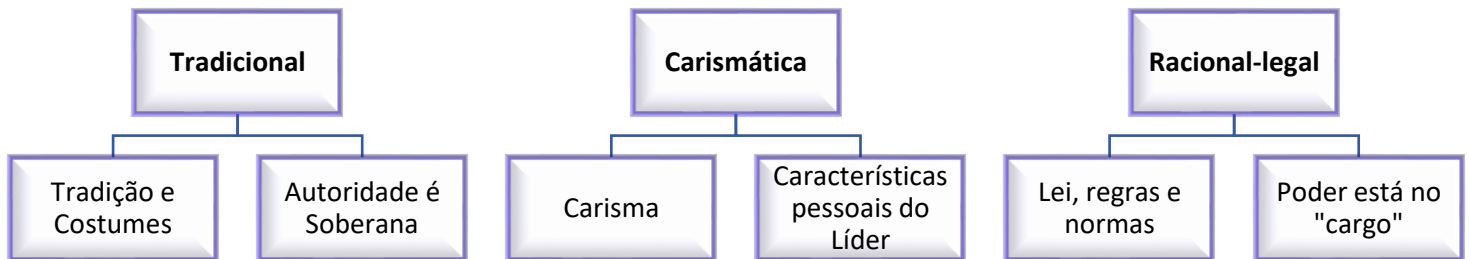 Tradicional
Tradição e
Costumes
Autoridade é
Soberana
Carismática
Carisma
Características
pessoais do
Líder
Racional-legal
Lei, regras e
normas
Poder está no
"cargo"